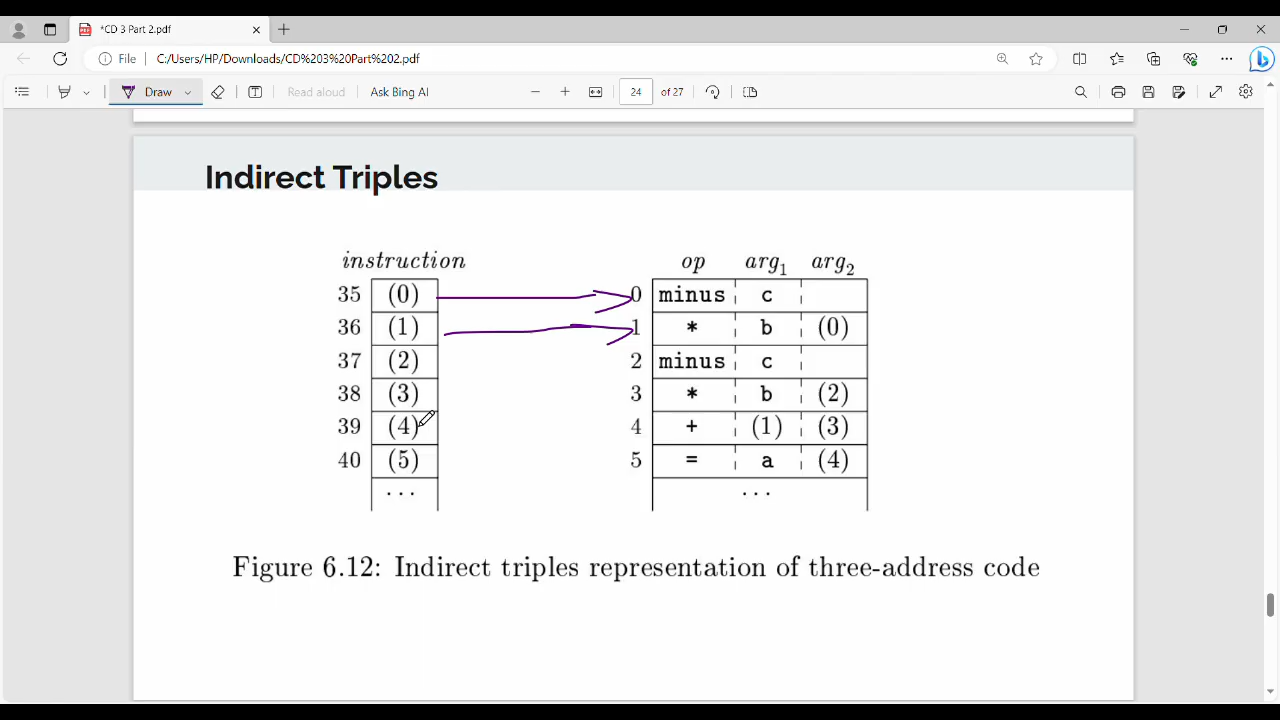 *CD 3 Part 2.pdf
File C:/Users/HP/Downloads/CD%203%20Part%202.pdf
Draw Read aloud Ask Bing AI 24 of 27
Indirect Triples
instruction op arg1 arg2
35 (0) 0 minus c
36 (1) 1 * b (0)
37 (2) 2 minus c
38 (3) 3 * b (2)
39 (4) 4 + (1) (3)
40 (5) 5 = a (4)
... ...
Figure 6.12: Indirect triples representation of three-address code